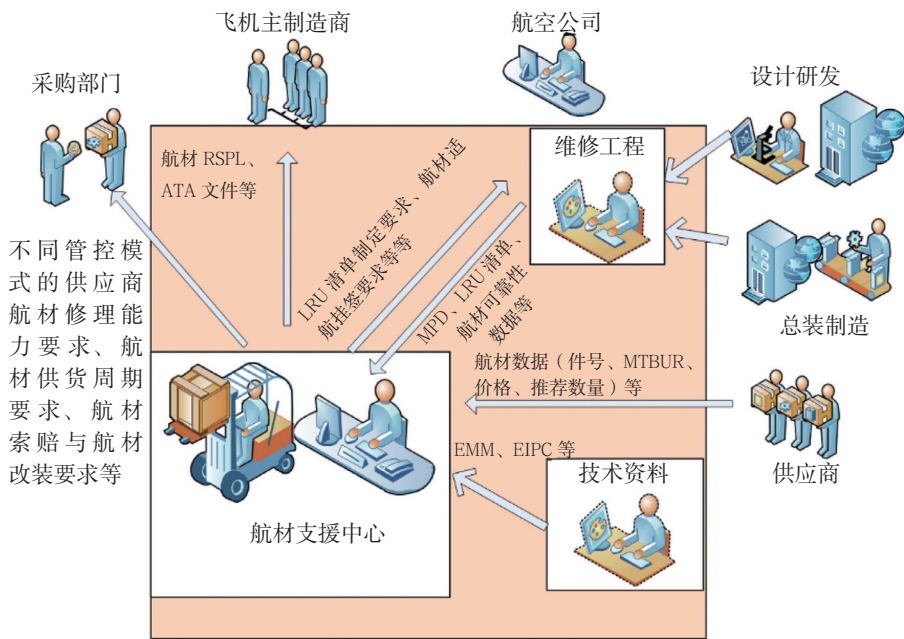 飞机主制造商
航空公司
采购部门
设计研发
航材 RSPL、
ATA 文件等
维修工程
LRU 清单制定要求、航材适
航挂签要求等等
MPD、LRU 清单、
航材可靠性
数据等
不同管控模
式的供应商
航材修理能
力要求、航
材供货周期
要求、航材
索赔与航材
改装要求等
总装制造
航材数据（件号、MTBUR、
价格、推荐数量）等
供应商
EMM、EIPC 等
技术资料
航材支援中心